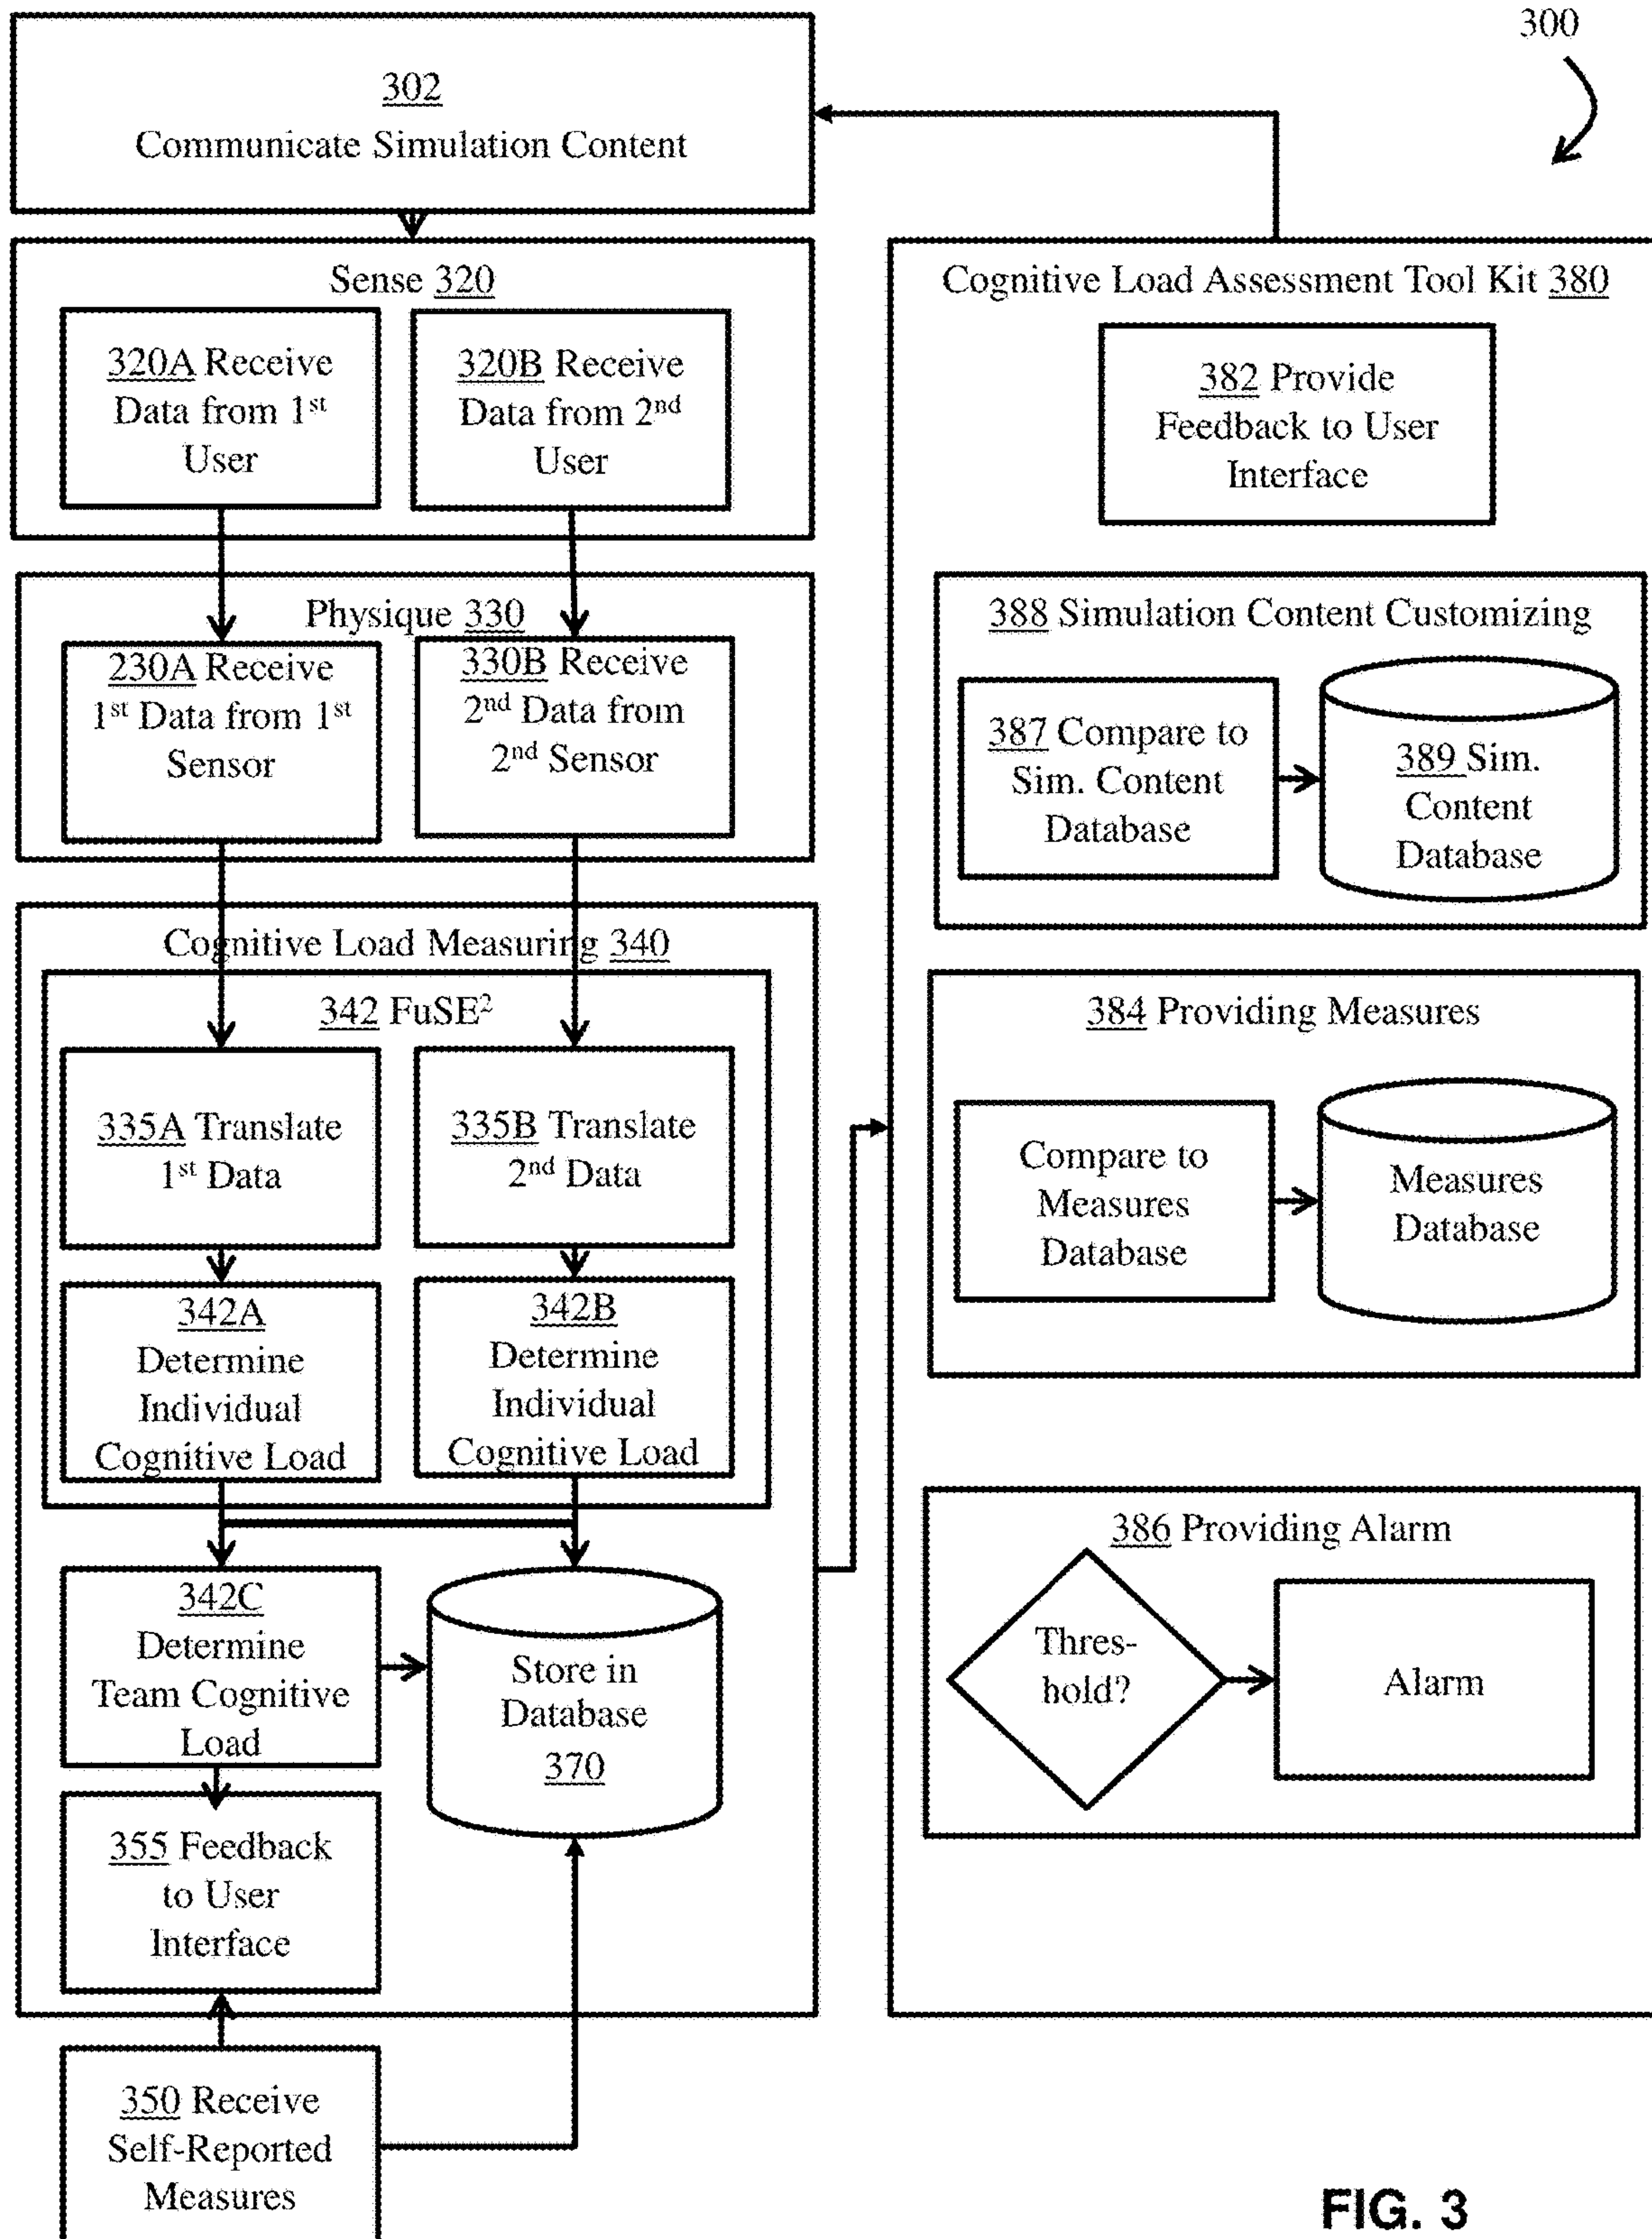 300
302
Communicate Simulation Content
Sense 320
320A Receive
Data from 1st
User
320B Receive
Data from 2nd
User
Physique 330
230A Receive
1st Data from 1st
Sensor
330B Receive
2nd Data from
2nd Sensor
Cognitive Load Measuring 340
342 FuSE²
335A Translate
1st Data
335B Translate
2nd Data
342A
Determine
Individual
Cognitive Load
342B
Determine
Individual
Cognitive Load
342C
Determine
Team Cognitive
Load
Store in
Database
370
355 Feedback
to User
Interface
350 Receive
Self-Reported
Measures
Cognitive Load Assessment Tool Kit 380
382 Provide
Feedback to User
Interface
388 Simulation Content Customizing
387 Compare to
Sim. Content
Database
389 Sim.
Content
Database
384 Providing Measures
Compare to
Measures
Database
Measures
Database
386 Providing Alarm
Thres-
hold?
Alarm
FIG. 3